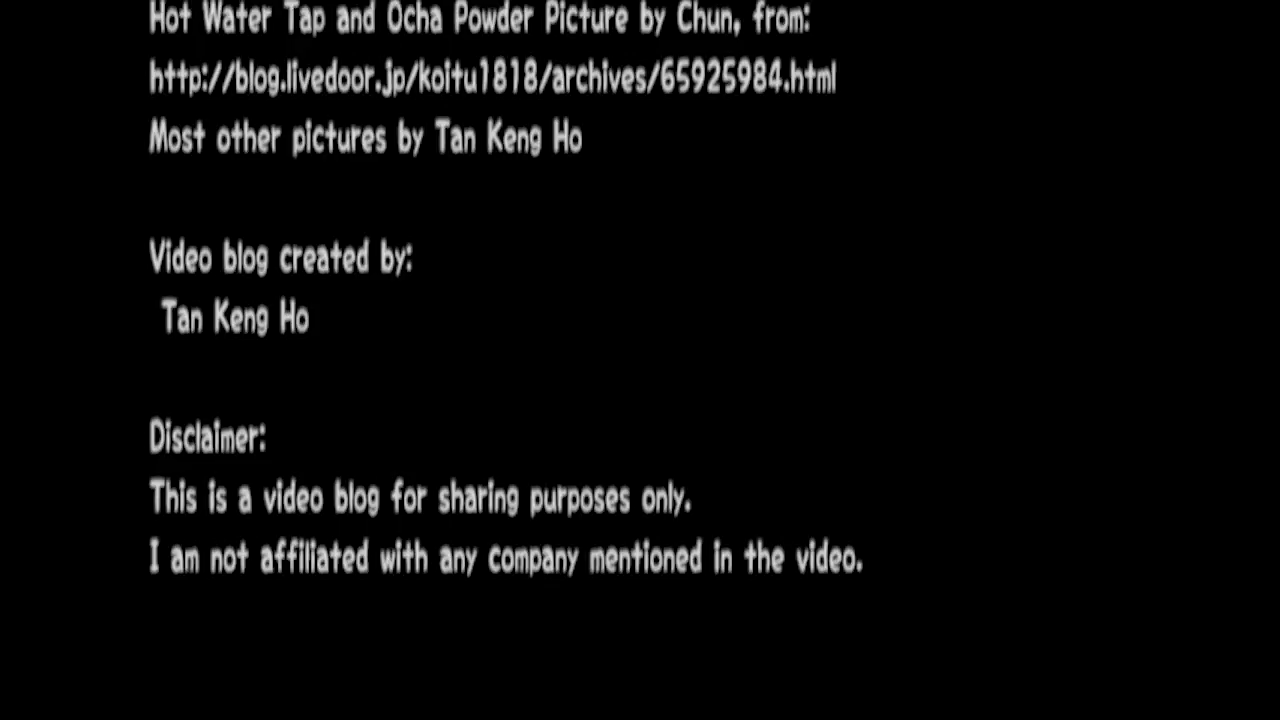 Hot Water Tap and Ocha Powder Picture by Chun, from:
http://blog.livedoor.jp/koitu1818/archives/65925984.html
Most other pictures by Tan Keng Ho
Video blog created by:
Tan Keng Ho
Disclaimer:
This is a video blog for sharing purposes only.
I am not affiliated with any company mentioned in the video.